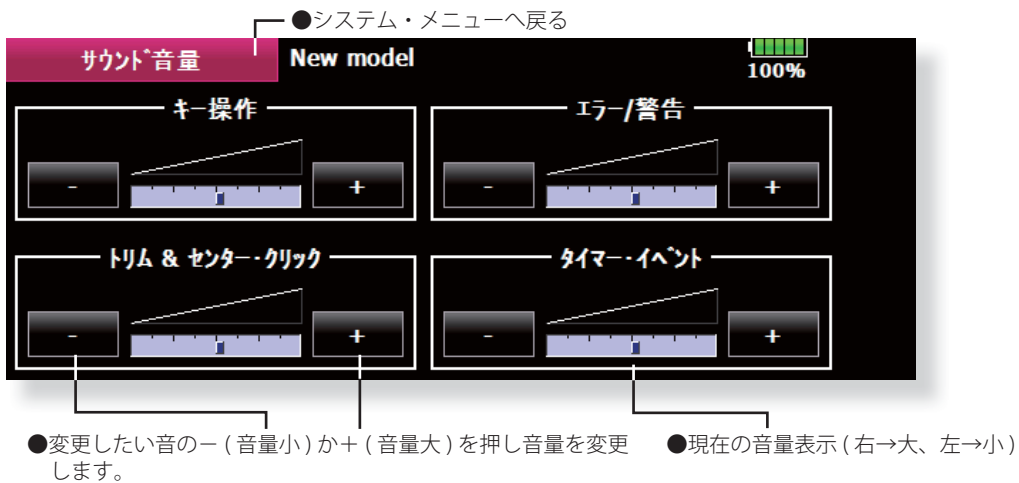 ●システム・メニューへ戻る
サウンド音量 New model 100%
キー操作 エラー/警告
- + - +
トリム & センター・クリック タイマー・イベント
- + - +
●変更したい音の－ ( 音量小 ) か＋ ( 音量大 ) を押し音量を変更 ●現在の音量表示 ( 右→大、左→小 )
します。